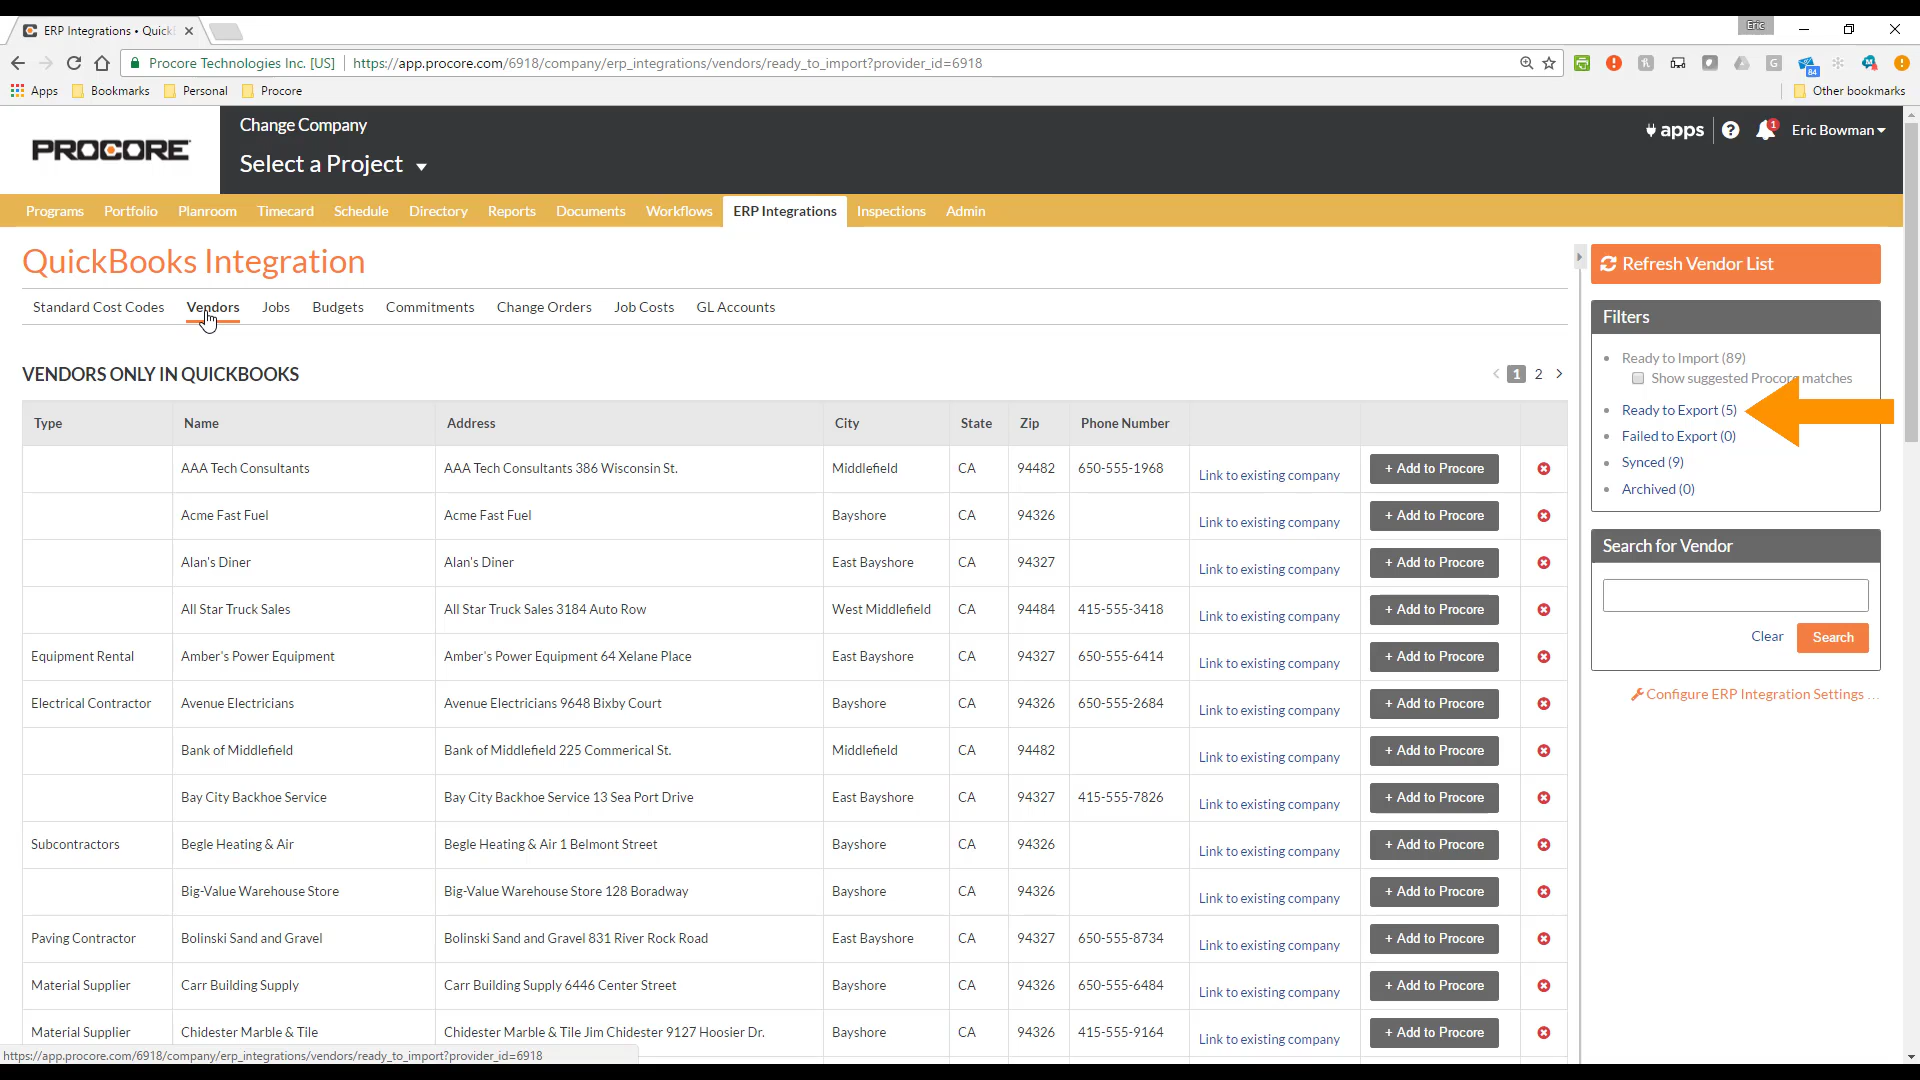 ERP Integrations • Quick
Eric
Procore Technologies Inc. [US] https://app.procore.com/6918/company/erp_integrations/vendors/ready_to_import?provider_id=6918
84
Apps Bookmarks Personal Procore Other bookmarks
PROCORE
Change Company
Select a Project
apps ? 1 Eric Bowman
Programs Portfolio Planroom Timecard Schedule Directory Reports Documents Workflows ERP Integrations Inspections Admin
QuickBooks Integration
Standard Cost Codes Vendors Jobs Budgets Commitments Change Orders Job Costs GL Accounts
VENDORS ONLY IN QUICKBOOKS
< 1 2 >
Type Name Address City State Zip Phone Number
AAA Tech Consultants AAA Tech Consultants 386 Wisconsin St. Middlefield CA 94482 650-555-1968 Link to existing company + Add to Procore
Acme Fast Fuel Acme Fast Fuel Bayshore CA 94326 Link to existing company + Add to Procore
Alan's Diner Alan's Diner East Bayshore CA 94327 Link to existing company + Add to Procore
All Star Truck Sales All Star Truck Sales 3184 Auto Row West Middlefield CA 94484 415-555-3418 Link to existing company + Add to Procore
Equipment Rental Amber's Power Equipment Amber's Power Equipment 64 Xelane Place East Bayshore CA 94327 650-555-6414 Link to existing company + Add to Procore
Electrical Contractor Avenue Electricians Avenue Electricians 9648 Bixby Court Bayshore CA 94326 650-555-2684 Link to existing company + Add to Procore
Bank of Middlefield Bank of Middlefield 225 Commerical St. Middlefield CA 94482 Link to existing company + Add to Procore
Bay City Backhoe Service Bay City Backhoe Service 13 Sea Port Drive East Bayshore CA 94327 415-555-7826 Link to existing company + Add to Procore
Subcontractors Begle Heating & Air Begle Heating & Air 1 Belmont Street Bayshore CA 94326 Link to existing company + Add to Procore
Big-Value Warehouse Store Big-Value Warehouse Store 128 Boradway Bayshore CA 94326 Link to existing company + Add to Procore
Paving Contractor Bolinski Sand and Gravel Bolinski Sand and Gravel 831 River Rock Road East Bayshore CA 94327 650-555-8734 Link to existing company + Add to Procore
Material Supplier Carr Building Supply Carr Building Supply 6446 Center Street Bayshore CA 94326 650-555-6484 Link to existing company + Add to Procore
Material Supplier Chidester Marble & Tile Chidester Marble & Tile Jim Chidester 9127 Hoosier Dr. Bayshore CA 94326 415-555-9164 Link to existing company + Add to Procore
https://app.procore.com/6918/company/erp_integrations/vendors/ready_to_import?provider_id=6918
Refresh Vendor List
Filters
Ready to Import (89)
Show suggested Procore matches
Ready to Export (5)
Failed to Export (0)
Synced (9)
Archived (0)
Search for Vendor
Clear Search
Configure ERP Integration Settings ...